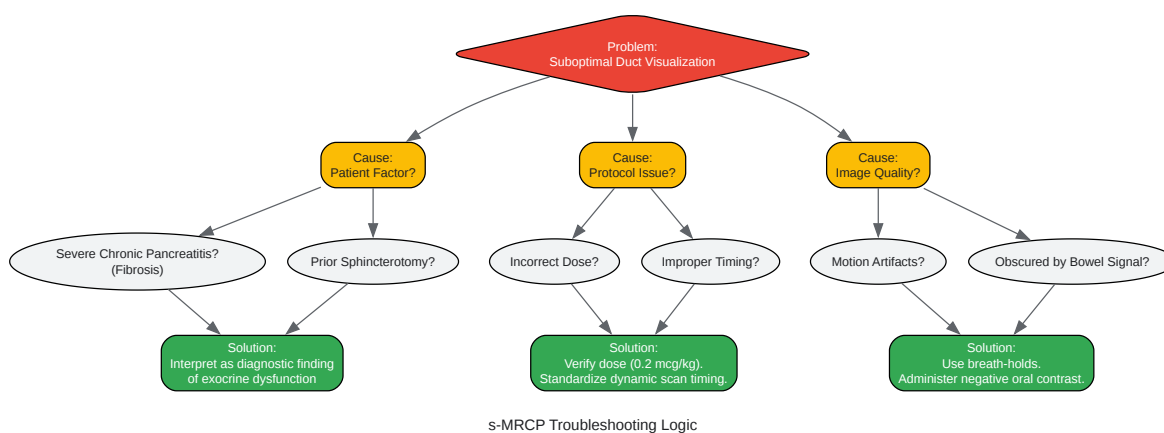 Problem:
Suboptimal Duct Visualization
Cause:
Patient Factor?
Cause:
Protocol Issue?
Cause:
Image Quality?
Severe Chronic Pancreatitis?
(Fibrosis)
Prior Sphincterotomy?
Incorrect Dose?
Improper Timing?
Motion Artifacts?
Obscured by Bowel Signal?
Solution:
Interpret as diagnostic finding
of exocrine dysfunction
Solution:
Verify dose (0.2 mcg/kg).
Standardize dynamic scan timing.
Solution:
Use breath-holds.
Administer negative oral contrast.
s-MRCP Troubleshooting Logic